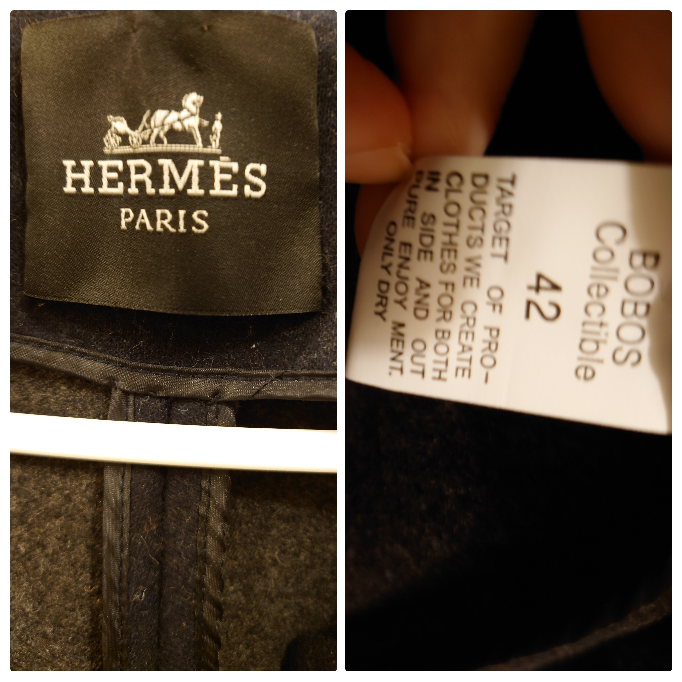 HERMĒS
PARIS
BOBOS
Collectible
42
TARGET OF PRO-
DUCTS WE CREATE
CLOTHES FOR BOTH
IN SIDE AND OUT
PURE ENJOY MENT.
ONLY DRY